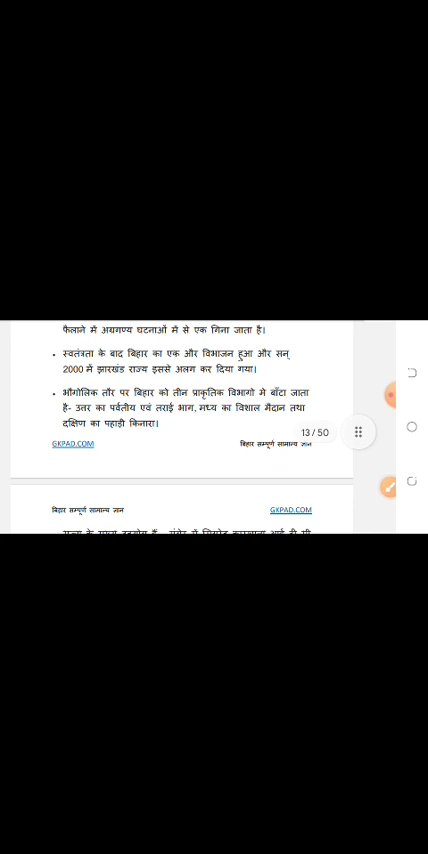 फैलाने में अग्रगण्य घटनाओं में से एक गिना जाता है।
• स्वतंत्रता के बाद बिहार का एक और विभाजन हुआ और सन्
2000 में झारखंड राज्य इससे अलग कर दिया गया।
• भौगोलिक तौर पर बिहार को तीन प्राकृतिक विभागो मे बाँटा जाता
है- उत्तर का पर्वतीय एवं तराई भाग, मध्य का विशाल मैदान तथा
दक्षिण का पहाड़ी किनारा।
13 / 50
GKPAD.COM बिहार सम्पूर्ण सामान्य ज्ञान
बिहार सम्पूर्ण सामान्य ज्ञान GKPAD.COM